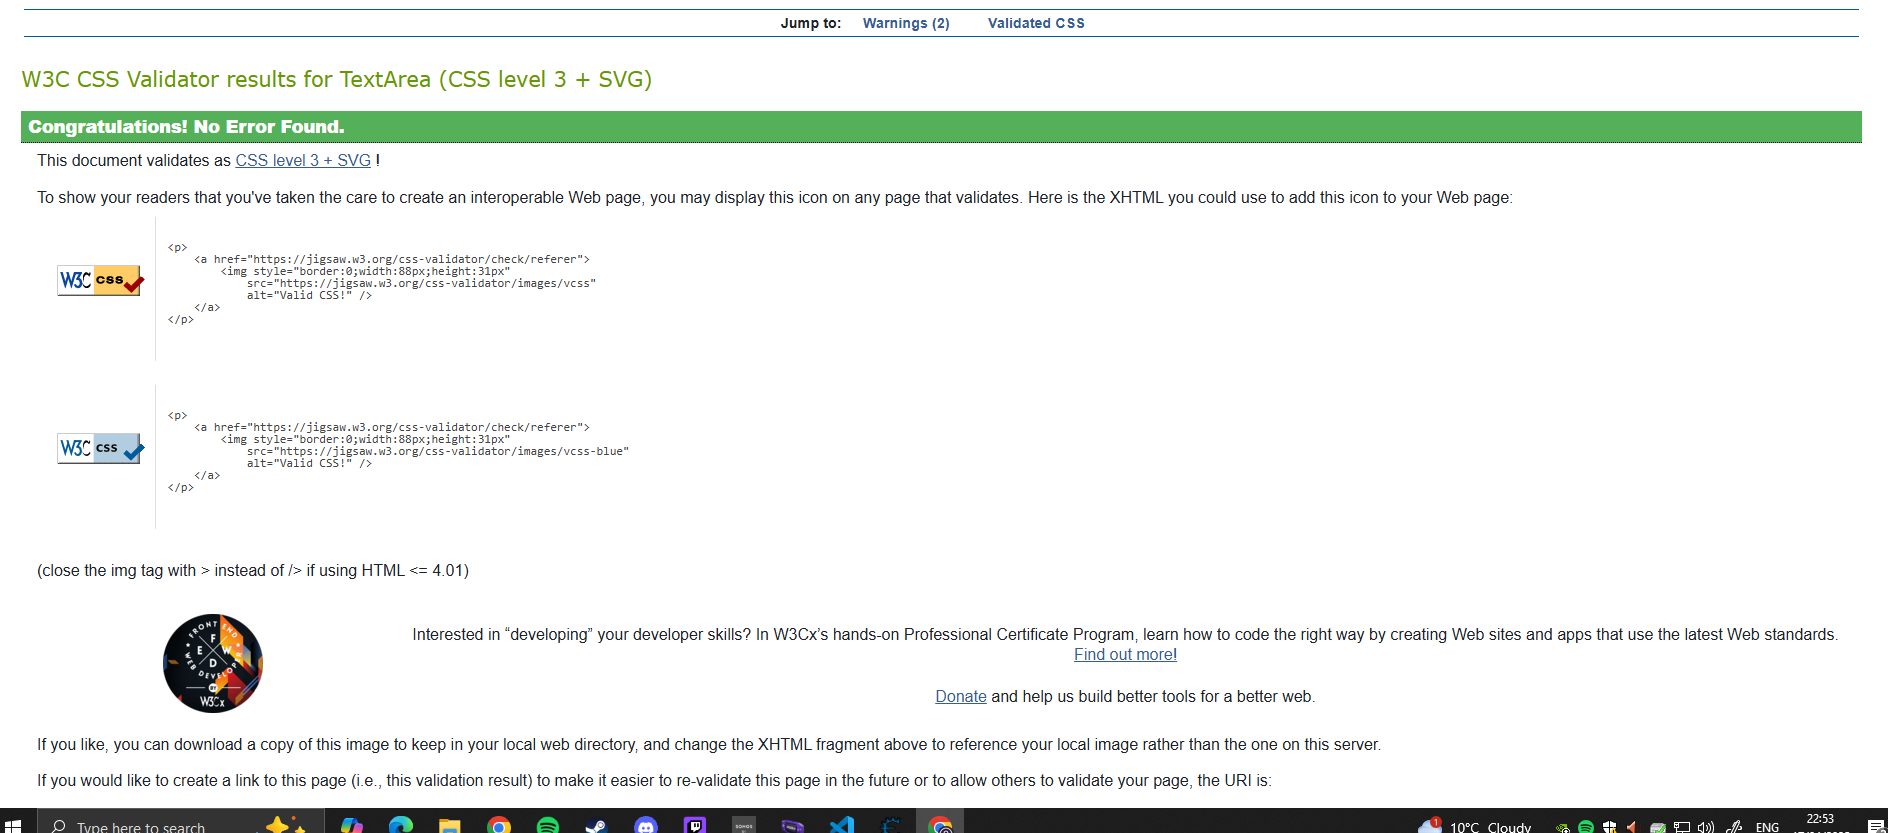 Jump to: Warnings (2) Validated CSS
W3C CSS Validator results for TextArea (CSS level 3 + SVG)
Congratulations! No Error Found.
This document validates as CSS level 3 + SVG !
To show your readers that you've taken the care to create an interoperable Web page, you may display this icon on any page that validates. Here is the XHTML you could use to add this icon to your Web page:
W3C css
<p>
<a href="https://jigsaw.w3.org/css-validator/check/referer">
<img style="border:0;width:88px;height:31px"
src="https://jigsaw.w3.org/css-validator/images/vcss"
alt="Valid CSS!" />
</a>
</p>
W3C css
<p>
<a href="https://jigsaw.w3.org/css-validator/check/referer">
<img style="border:0;width:88px;height:31px"
src="https://jigsaw.w3.org/css-validator/images/vcss-blue"
alt="Valid CSS!" />
</a>
</p>
(close the img tag with > instead of /> if using HTML <= 4.01)
FRONT END
F E W D
WEB DEVELOPER
BY
W3Cx
Interested in “developing” your developer skills? In W3Cx’s hands-on Professional Certificate Program, learn how to code the right way by creating Web sites and apps that use the latest Web standards.
Find out more!
Donate and help us build better tools for a better web.
If you like, you can download a copy of this image to keep in your local web directory, and change the XHTML fragment above to reference your local image rather than the one on this server.
If you would like to create a link to this page (i.e., this validation result) to make it easier to re-validate this page in the future or to allow others to validate your page, the URI is:
Type here to search
SONOS
1
10°C Cloudy
ENG
22:53